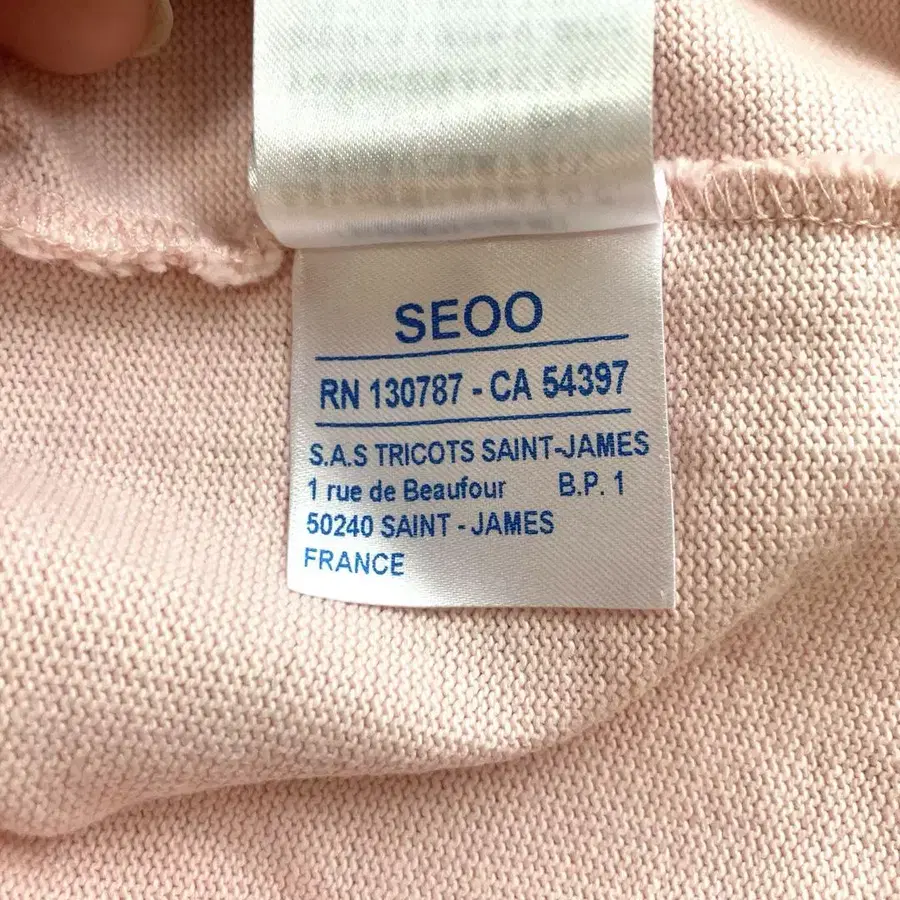 SEOO
RN 130787 - CA 54397
S.A.S TRICOTS SAINT-JAMES
1 rue de Beaufour B.P. 1
50240 SAINT - JAMES
FRANCE